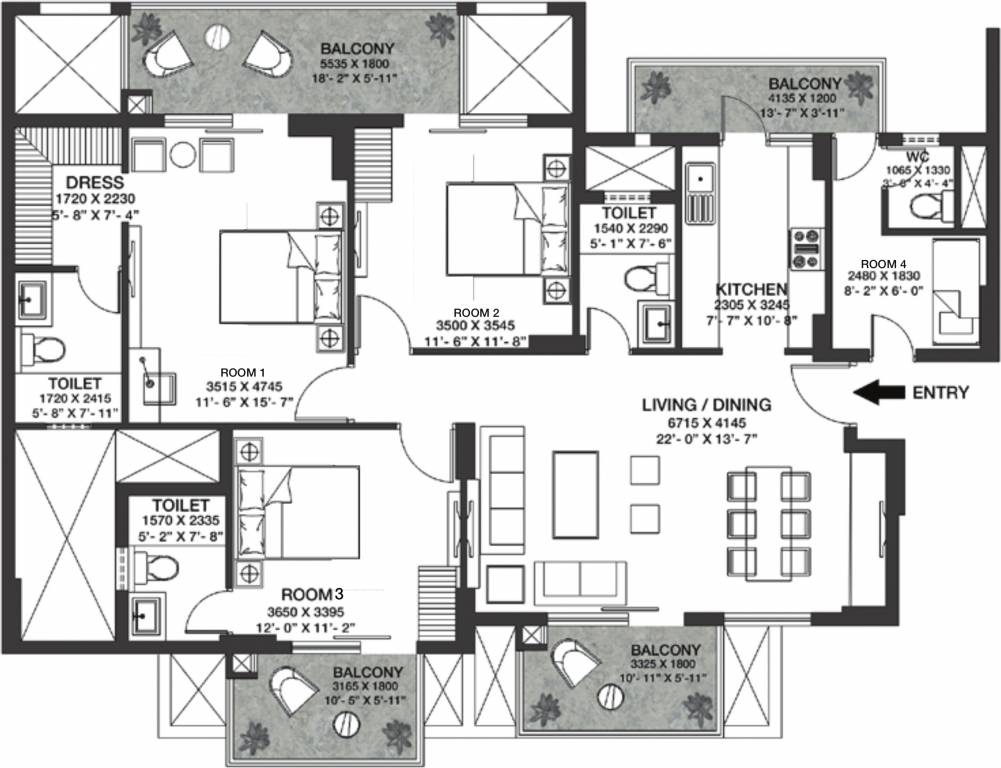 BALCONY
5535 X 1800
18'- 2" X 5'-11"
BALCONY
4135 X 1200
13'- 7" X 3'-11"
DRESS
1720 X 2230
5'- 8" X 7'- 4"
WC
1065 X 1330
3'- 6" X 4'- 4"
TOILET
1540 X 2290
5'- 1" X 7'- 6"
ROOM 4
2480 X 1830
8'- 2" X 6'- 0"
KITCHEN
2305 X 3245
7'- 7" X 10'- 8"
ROOM 2
3500 X 3545
11'- 6" X 11'- 8"
ROOM 1
3515 X 4745
11'- 6" X 15'- 7"
TOILET
1720 X 2415
5'- 8" X 7'- 11"
ENTRY
LIVING / DINING
6715 X 4145
22'- 0" X 13'- 7"
TOILET
1570 X 2335
5'- 2" X 7'- 8"
ROOM 3
3650 X 3395
12'- 0" X 11'- 2"
BALCONY
3165 X 1800
10'- 5" X 5'-11"
BALCONY
3325 X 1800
10'- 11" X 5'-11"